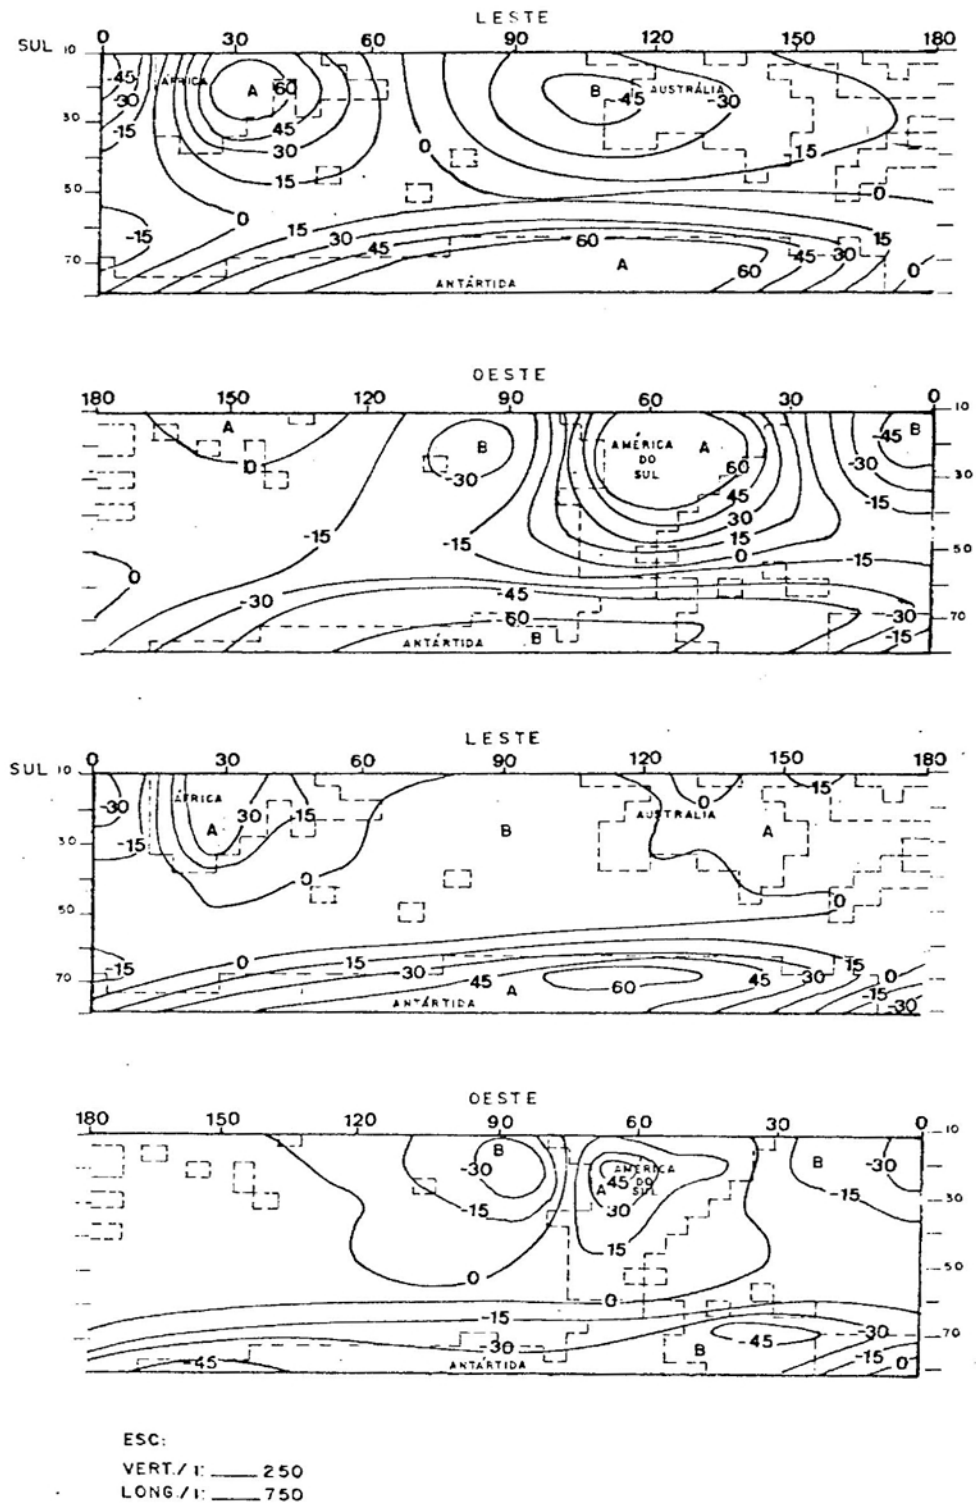 LESTE
SUL 10 0 30 60 90 120 150 180
-45 ÁFRICA A 60 B -45 AUSTRÁLIA -30
-30
-15 45
30 30
15 0 15
50 0
-15 15 30 45 60 15
70 A 60 45 -30 0
ANTÁRTIDA
OESTE
180 150 120 90 60 30 0
10
A B AMÉRICA DO SUL A 60 -45 B
0 -30 45 -30 30
30 -15
-15 -15 15 50
0 0 -15
-30 -45
-60 -30 70
ANTÁRTIDA B -15
LESTE
SUL 10 0 30 60 90 120 150 180
-30 ÁFRICA 30 15 0 15
A B AUSTRÁLIA A
-15
30
0 0
50
-15 0 15 30 15 0
70 45 A 60 45 30 -15 -30
ANTÁRTIDA
OESTE
180 150 120 90 60 30 0
10
B AMÉRICA DO SUL B
-30 A 45 -30
-15 30 -15 30
15
0 50
-15 0
-30 -45 -30 70
-45 ANTÁRTIDA B -15 0
ESC:
VERT./1: ___ 250
LONG./1: ___ 750